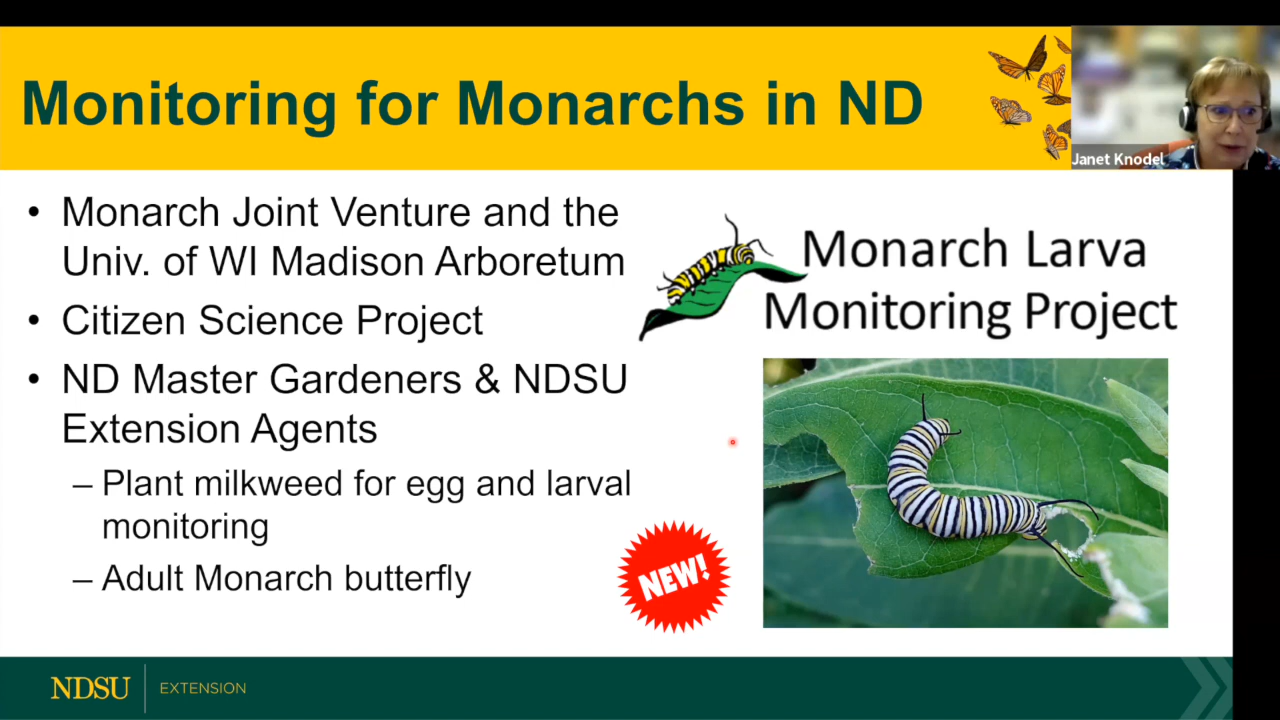 Monitoring for Monarchs in ND
Janet Knodel
• Monarch Joint Venture and the
Univ. of WI Madison Arboretum
• Citizen Science Project
• ND Master Gardeners & NDSU
Extension Agents
– Plant milkweed for egg and larval
monitoring
– Adult Monarch butterfly
Monarch Larva
Monitoring Project
NEW!
NDSU
EXTENSION